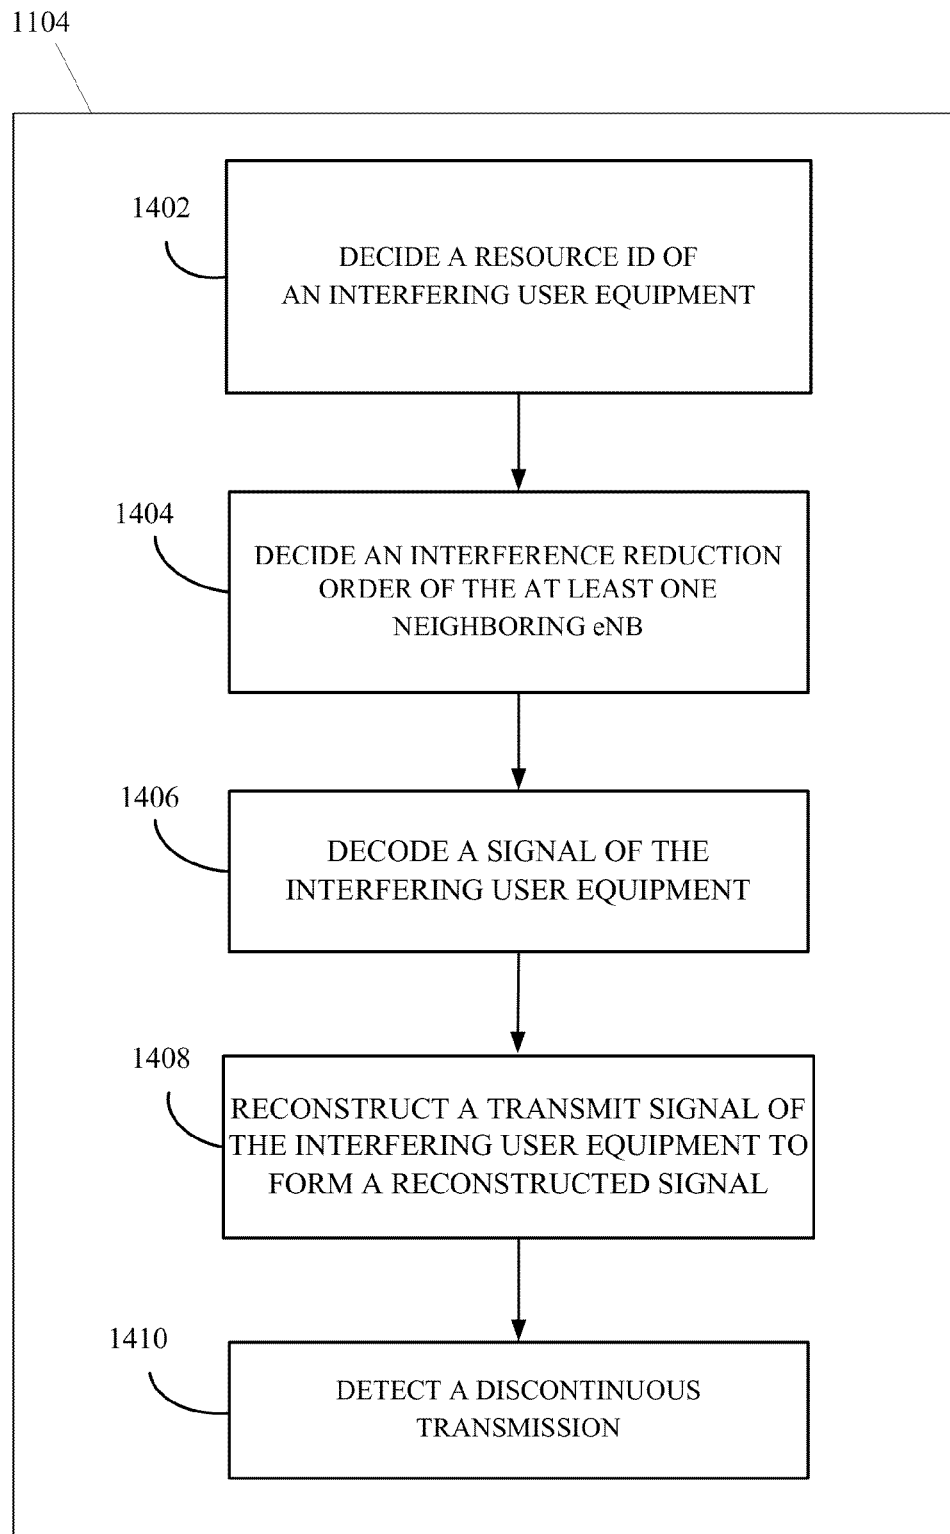 1104
1402
DECIDE A RESOURCE ID OF
AN INTERFERING USER EQUIPMENT
1404
DECIDE AN INTERFERENCE REDUCTION
ORDER OF THE AT LEAST ONE
NEIGHBORING eNB
1406
DECODE A SIGNAL OF THE
INTERFERING USER EQUIPMENT
1408
RECONSTRUCT A TRANSMIT SIGNAL OF
THE INTERFERING USER EQUIPMENT TO
FORM A RECONSTRUCTED SIGNAL
1410
DETECT A DISCONTINUOUS
TRANSMISSION